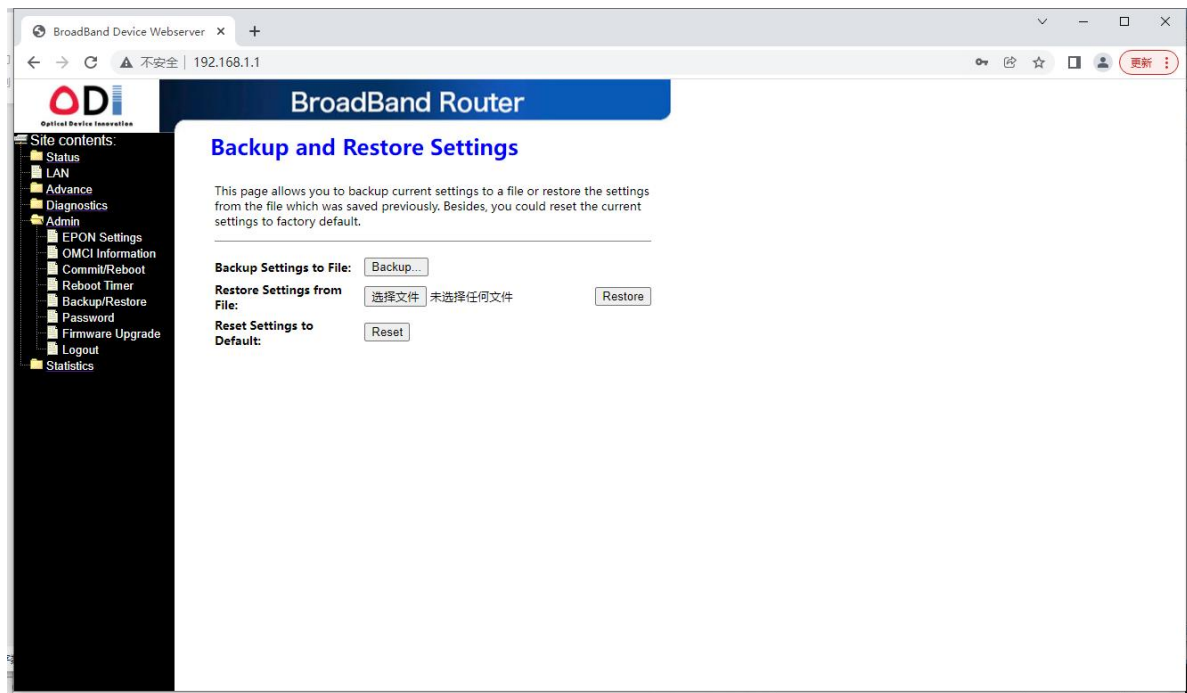 BroadBand Device Webserver
不安全 | 192.168.1.1
更新
ODI
Optical Device Innovation
BroadBand Router
Site contents:
Status
LAN
Advance
Diagnostics
Admin
EPON Settings
OMCI Information
Commit/Reboot
Reboot Timer
Backup/Restore
Password
Firmware Upgrade
Logout
Statistics
Backup and Restore Settings
This page allows you to backup current settings to a file or restore the settings
from the file which was saved previously. Besides, you could reset the current
settings to factory default.
Backup Settings to File: Backup...
Restore Settings from
File: 选择文件 未选择任何文件 Restore
Reset Settings to
Default: Reset